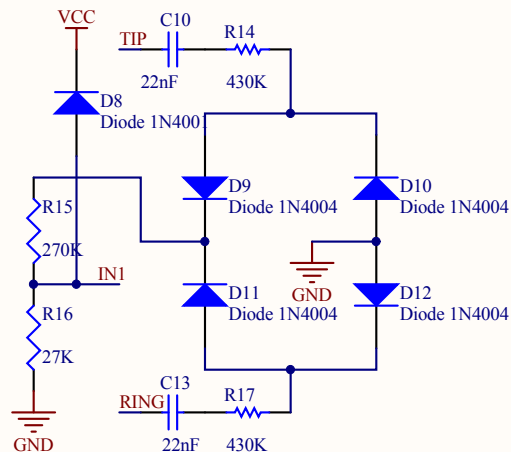 VCC
TIP
C10
R14
22nF
430K
D8
Diode 1N4001
D9
Diode 1N4004
D10
Diode 1N4004
R15
270K
IN1
GND
D11
Diode 1N4004
D12
Diode 1N4004
R16
27K
GND
RING
C13
R17
22nF
430K